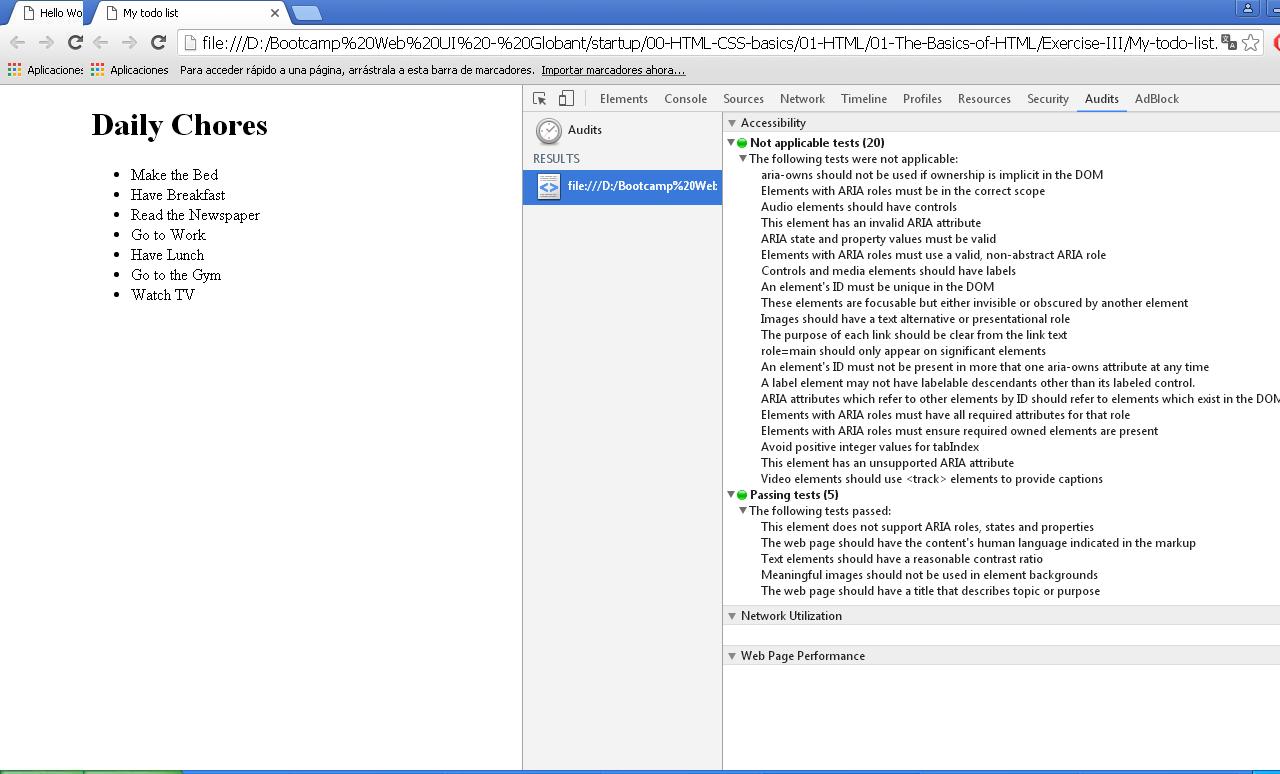 Hello Wo
My todo list
file:///D:/Bootcamp%20Web%20UI%20-%20Globant/startup/00-HTML-CSS-basics/01-HTML/01-The-Basics-of-HTML/Exercise-III/My-todo-list.
Aplicaciones Aplicaciones Para acceder rápido a una página, arrástrala a esta barra de marcadores. Importar marcadores ahora...
Daily Chores
Make the Bed
Have Breakfast
Read the Newspaper
Go to Work
Have Lunch
Go to the Gym
Watch TV
Elements Console Sources Network Timeline Profiles Resources Security Audits AdBlock
Audits
RESULTS
file:///D:/Bootcamp%20Web
Accessibility
Not applicable tests (20)
The following tests were not applicable:
aria-owns should not be used if ownership is implicit in the DOM
Elements with ARIA roles must be in the correct scope
Audio elements should have controls
This element has an invalid ARIA attribute
ARIA state and property values must be valid
Elements with ARIA roles must use a valid, non-abstract ARIA role
Controls and media elements should have labels
An element's ID must be unique in the DOM
These elements are focusable but either invisible or obscured by another element
Images should have a text alternative or presentational role
The purpose of each link should be clear from the link text
role=main should only appear on significant elements
An element's ID must not be present in more that one aria-owns attribute at any time
A label element may not have labelable descendants other than its labeled control.
ARIA attributes which refer to other elements by ID should refer to elements which exist in the DOM
Elements with ARIA roles must have all required attributes for that role
Elements with ARIA roles must ensure required owned elements are present
Avoid positive integer values for tabIndex
This element has an unsupported ARIA attribute
Video elements should use <track> elements to provide captions
Passing tests (5)
The following tests passed:
This element does not support ARIA roles, states and properties
The web page should have the content's human language indicated in the markup
Text elements should have a reasonable contrast ratio
Meaningful images should not be used in element backgrounds
The web page should have a title that describes topic or purpose
Network Utilization
Web Page Performance